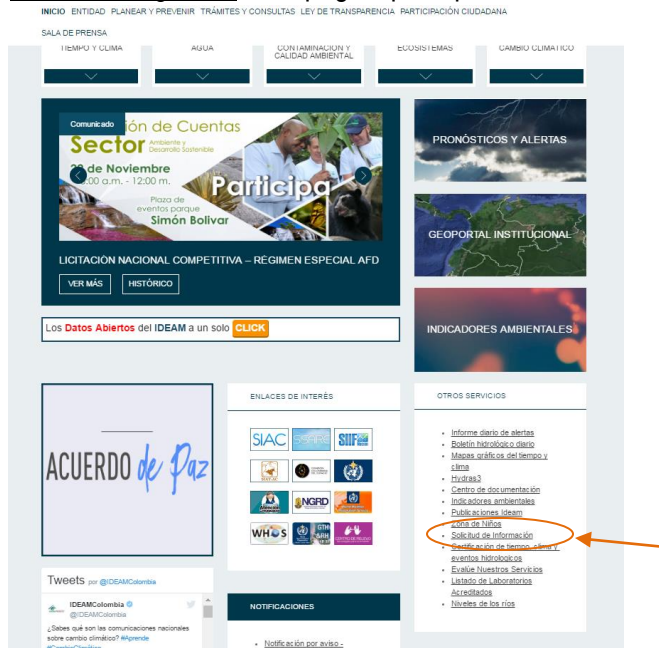 INICIO ENTIDAD PLANEAR Y PREVENIR TRÁMITES Y CONSULTAS LEY DE TRANSPARENCIA PARTICIPACIÓN CIUDADANA
SALA DE PRENSA
TIEMPO Y CLIMA
AGUA
CONTAMINACIÓN Y
CALIDAD AMBIENTAL
ECOSISTEMAS
CAMBIO CLIMÁTICO
Comunicado
ión de Cuentas
Sector Ambiente y
Desarrollo Sostenible
de Noviembre
:00 a.m. - 12:00 m.
Participa
Plaza de
eventos parque
Simón Bolivar
LICITACIÓN NACIONAL COMPETITIVA – RÉGIMEN ESPECIAL AFD
VER MÁS
HISTÓRICO
Los Datos Abiertos del IDEAM a un solo CLICK
PRONÓSTICOS Y ALERTAS
GEOPORTAL INSTITUCIONAL
INDICADORES AMBIENTALES
ACUERDO de Paz
ENLACES DE INTERÉS
SIAC
SIIF
NGRD
WHOS
OTROS SERVICIOS
Informe diario de alertas
Boletín hidrológico diario
Mapas gráficos del tiempo y
clima
Hydras3
Centro de documentación
Indicadores ambientales
Publicaciones Ideam
Zona de Niños
Solicitud de Información
Certificación de tiempo, clima y
eventos hidrologicos
Evalúe Nuestros Servicios
Listado de Laboratorios
Acreditados
Niveles de los ríos
Tweets por @IDEAMColombia
IDEAMColombia
@IDEAMColombia
¿Sabes qué son las comunicaciones nacionales
sobre cambio climático? #Aprende
#CambioClimático
NOTIFICACIONES
Notificación por aviso -